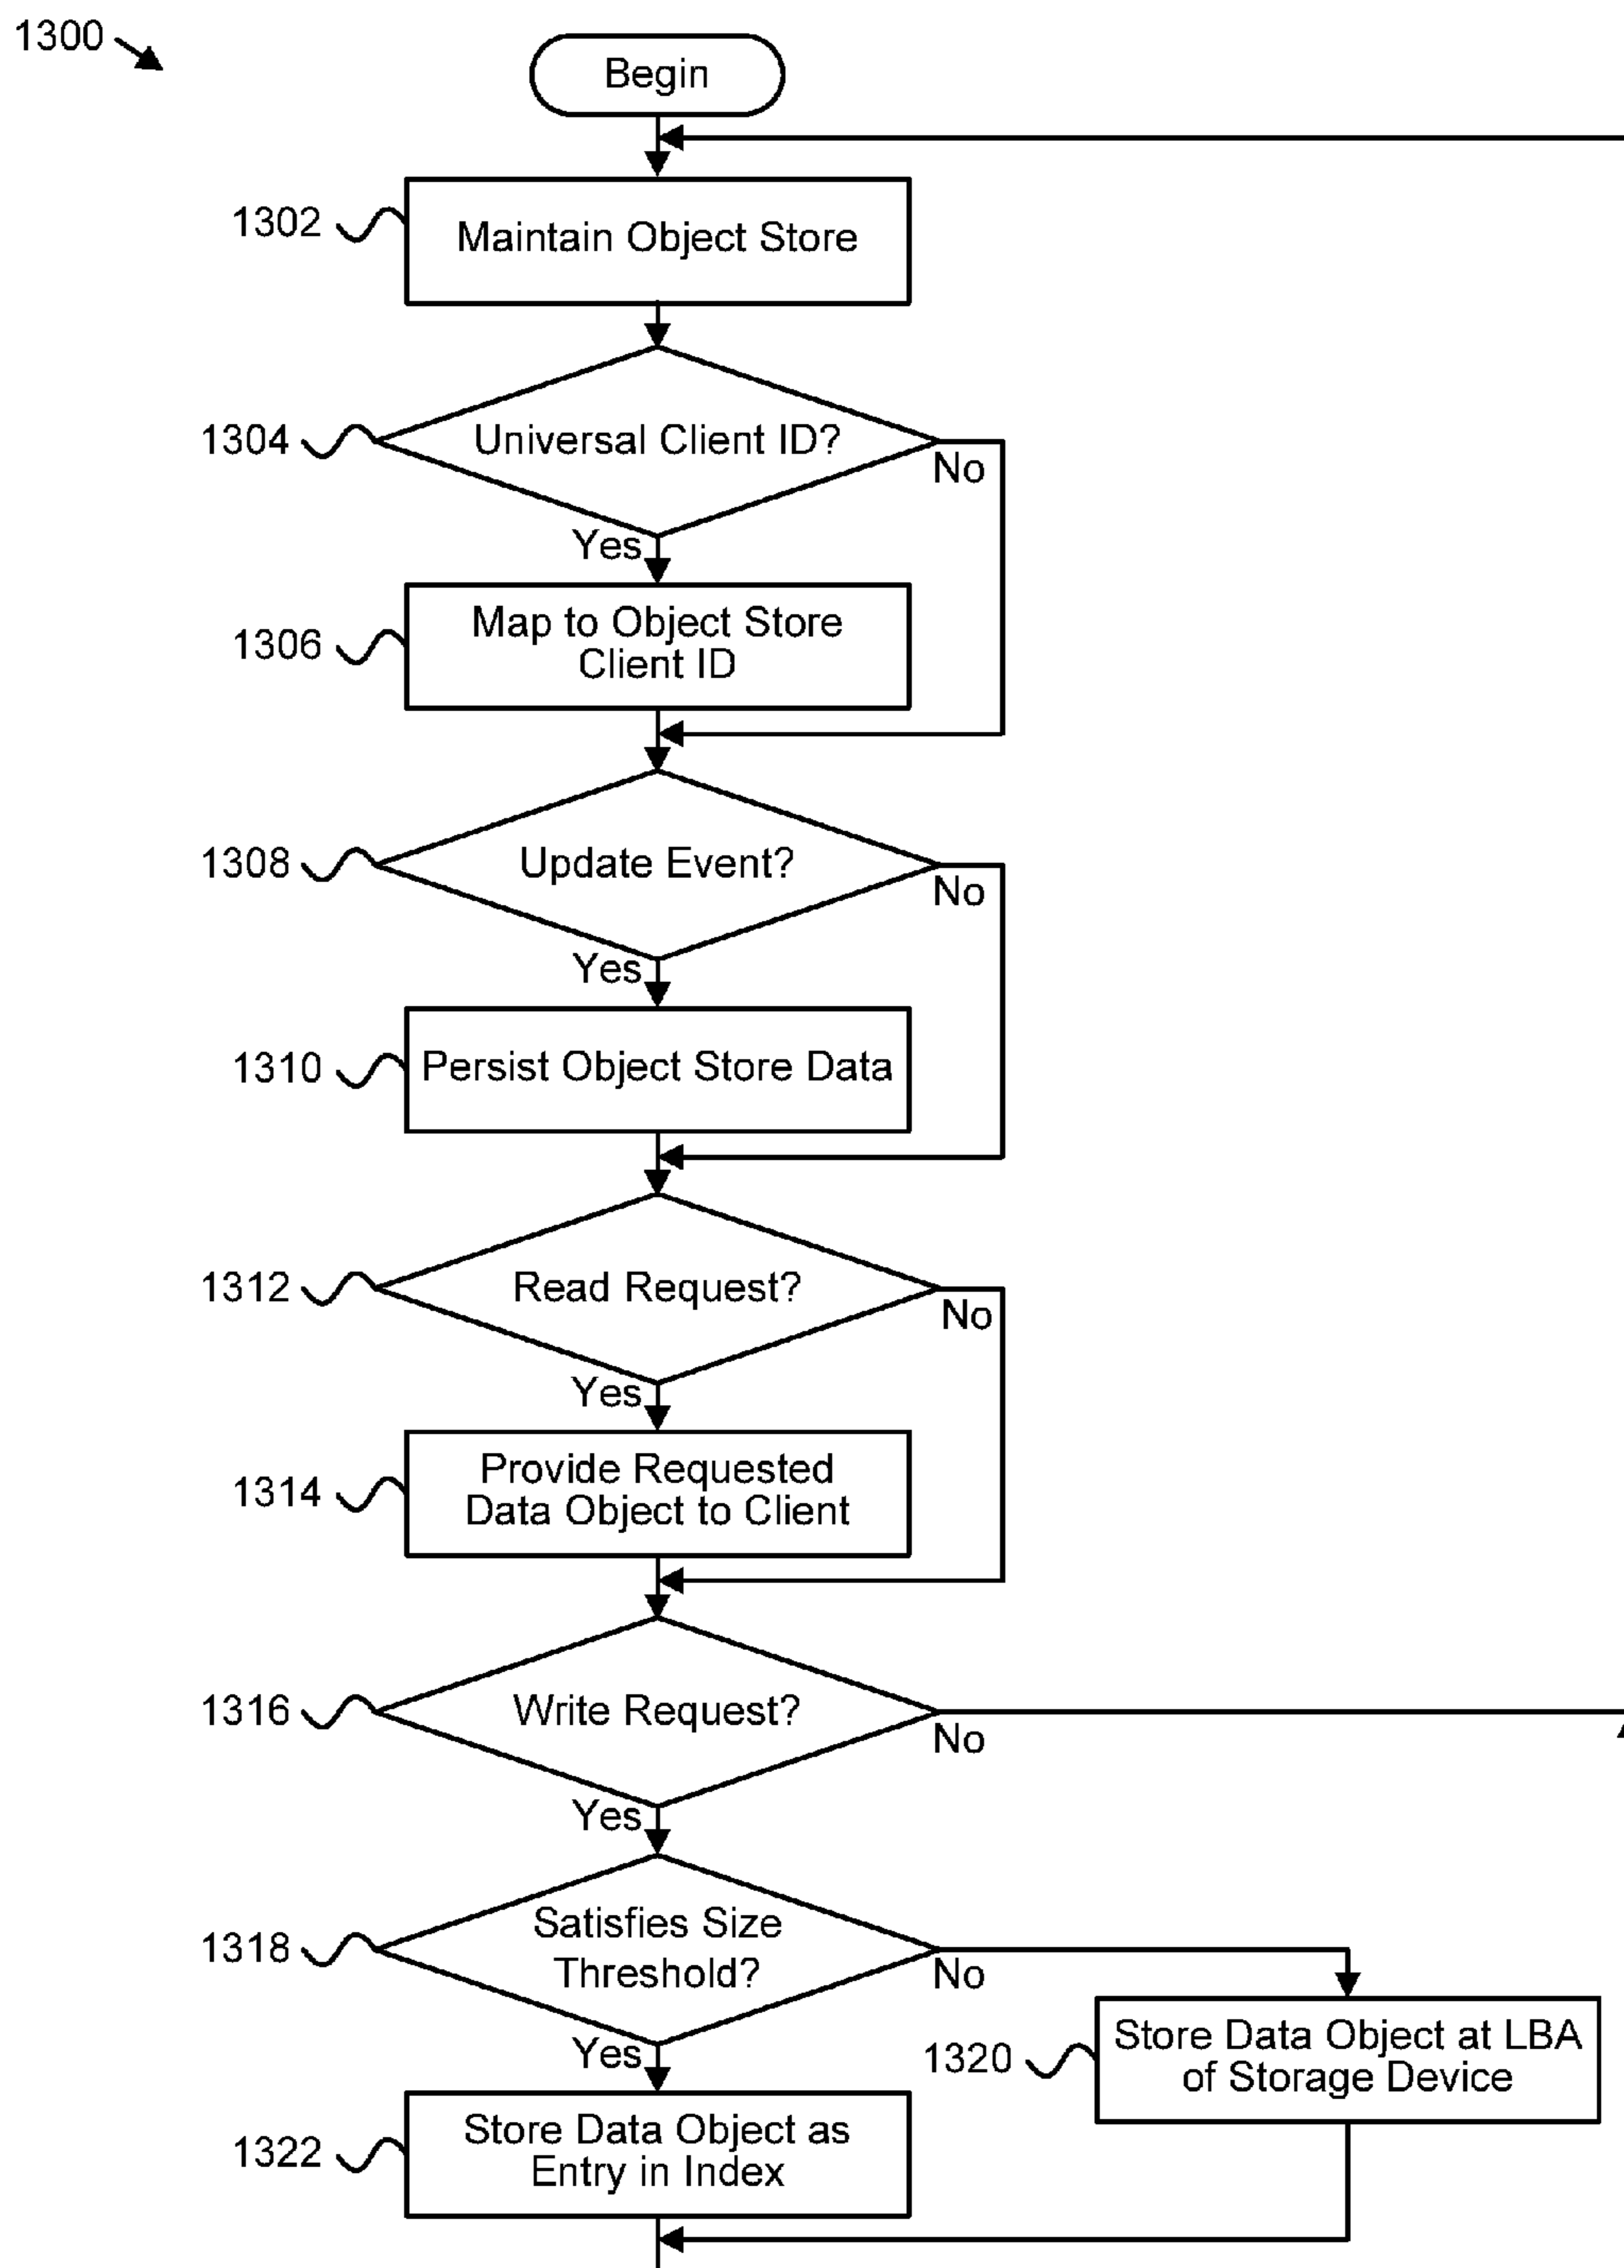 1300
Begin
1302
Maintain Object Store
1304
Universal Client ID?
No
Yes
1306
Map to Object Store
Client ID
1308
Update Event?
No
Yes
1310
Persist Object Store Data
1312
Read Request?
No
Yes
1314
Provide Requested
Data Object to Client
1316
Write Request?
No
Yes
1318
Satisfies Size
Threshold?
No
Yes
1320
Store Data Object at LBA
of Storage Device
1322
Store Data Object as
Entry in Index